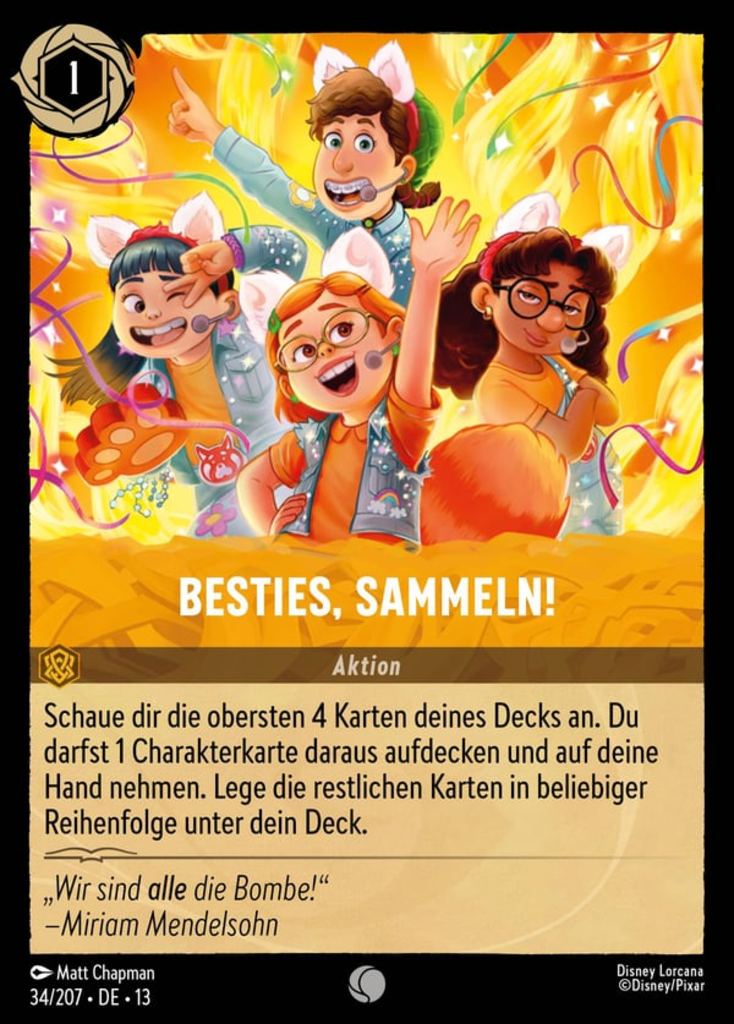 1
BESTIES, SAMMELN!
Aktion
Schaue dir die obersten 4 Karten deines Decks an. Du
darfst 1 Charakterkarte daraus aufdecken und auf deine
Hand nehmen. Lege die restlichen Karten in beliebiger
Reihenfolge unter dein Deck.
„Wir sind alle die Bombe!“
–Miriam Mendelsohn
Matt Chapman
34/207 • DE • 13
Disney Lorcana
©Disney/Pixar